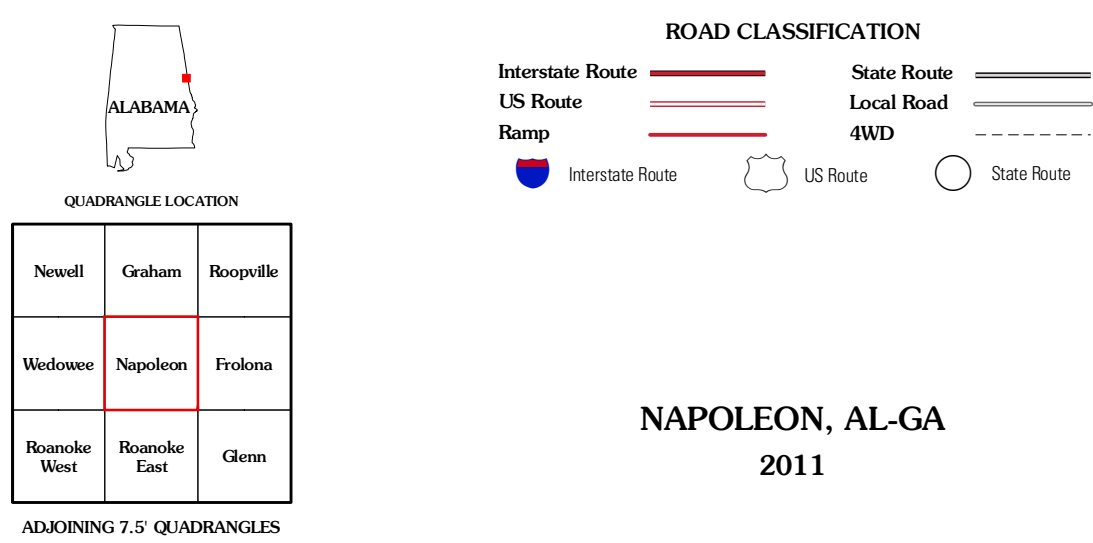 ALABAMA
QUADRANGLE LOCATION
Newell
Graham
Roopville
Wedowee
Napoleon
Frolona
Roanoke
West
Roanoke
East
Glenn
ADJOINING 7.5' QUADRANGLES
ROAD CLASSIFICATION
Interstate Route
State Route
US Route
Local Road
Ramp
4WD
Interstate Route
US Route
State Route
NAPOLEON, AL-GA
2011